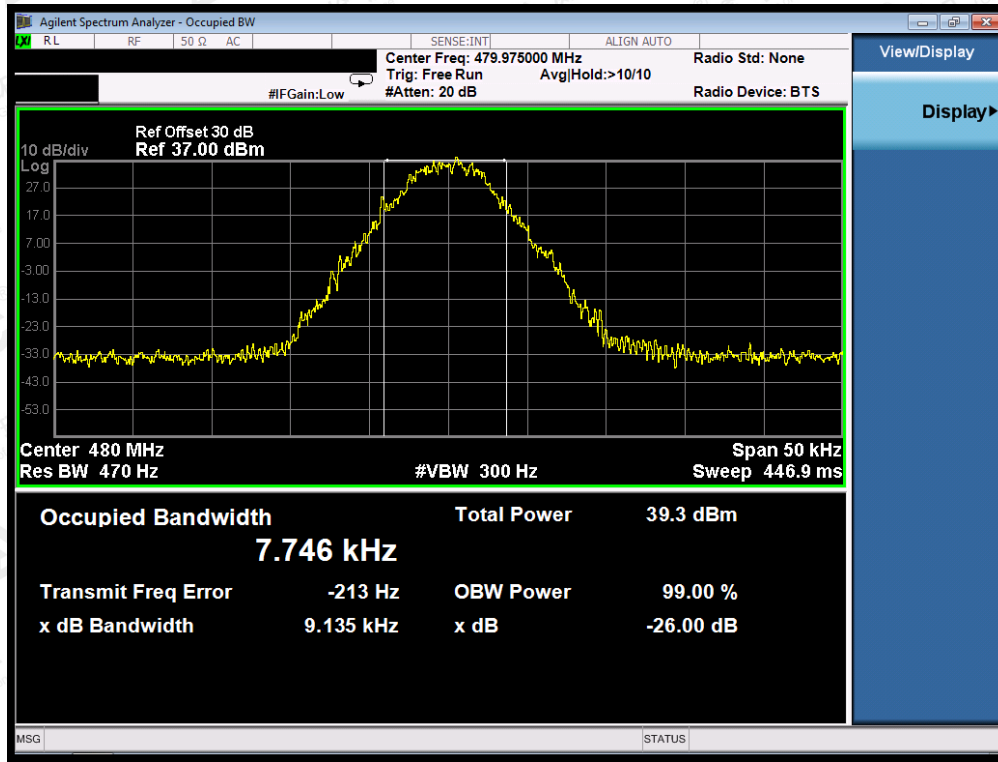 Agilent Spectrum Analyzer - Occupied BW
LXI RL RF 50 Ω AC SENSE:INT ALIGN AUTO
Center Freq: 479.975000 MHz Radio Std: None
Trig: Free Run Avg|Hold:>10/10
#IFGain:Low #Atten: 20 dB Radio Device: BTS
View/Display
Display
Ref Offset 30 dB
10 dB/div Ref 37.00 dBm
Log
27.0
17.0
7.00
-3.00
-13.0
-23.0
-33.0
-43.0
-53.0
Center 480 MHz Span 50 kHz
Res BW 470 Hz #VBW 300 Hz Sweep 446.9 ms
Occupied Bandwidth Total Power 39.3 dBm
7.746 kHz
Transmit Freq Error -213 Hz OBW Power 99.00 %
x dB Bandwidth 9.135 kHz x dB -26.00 dB
MSG STATUS